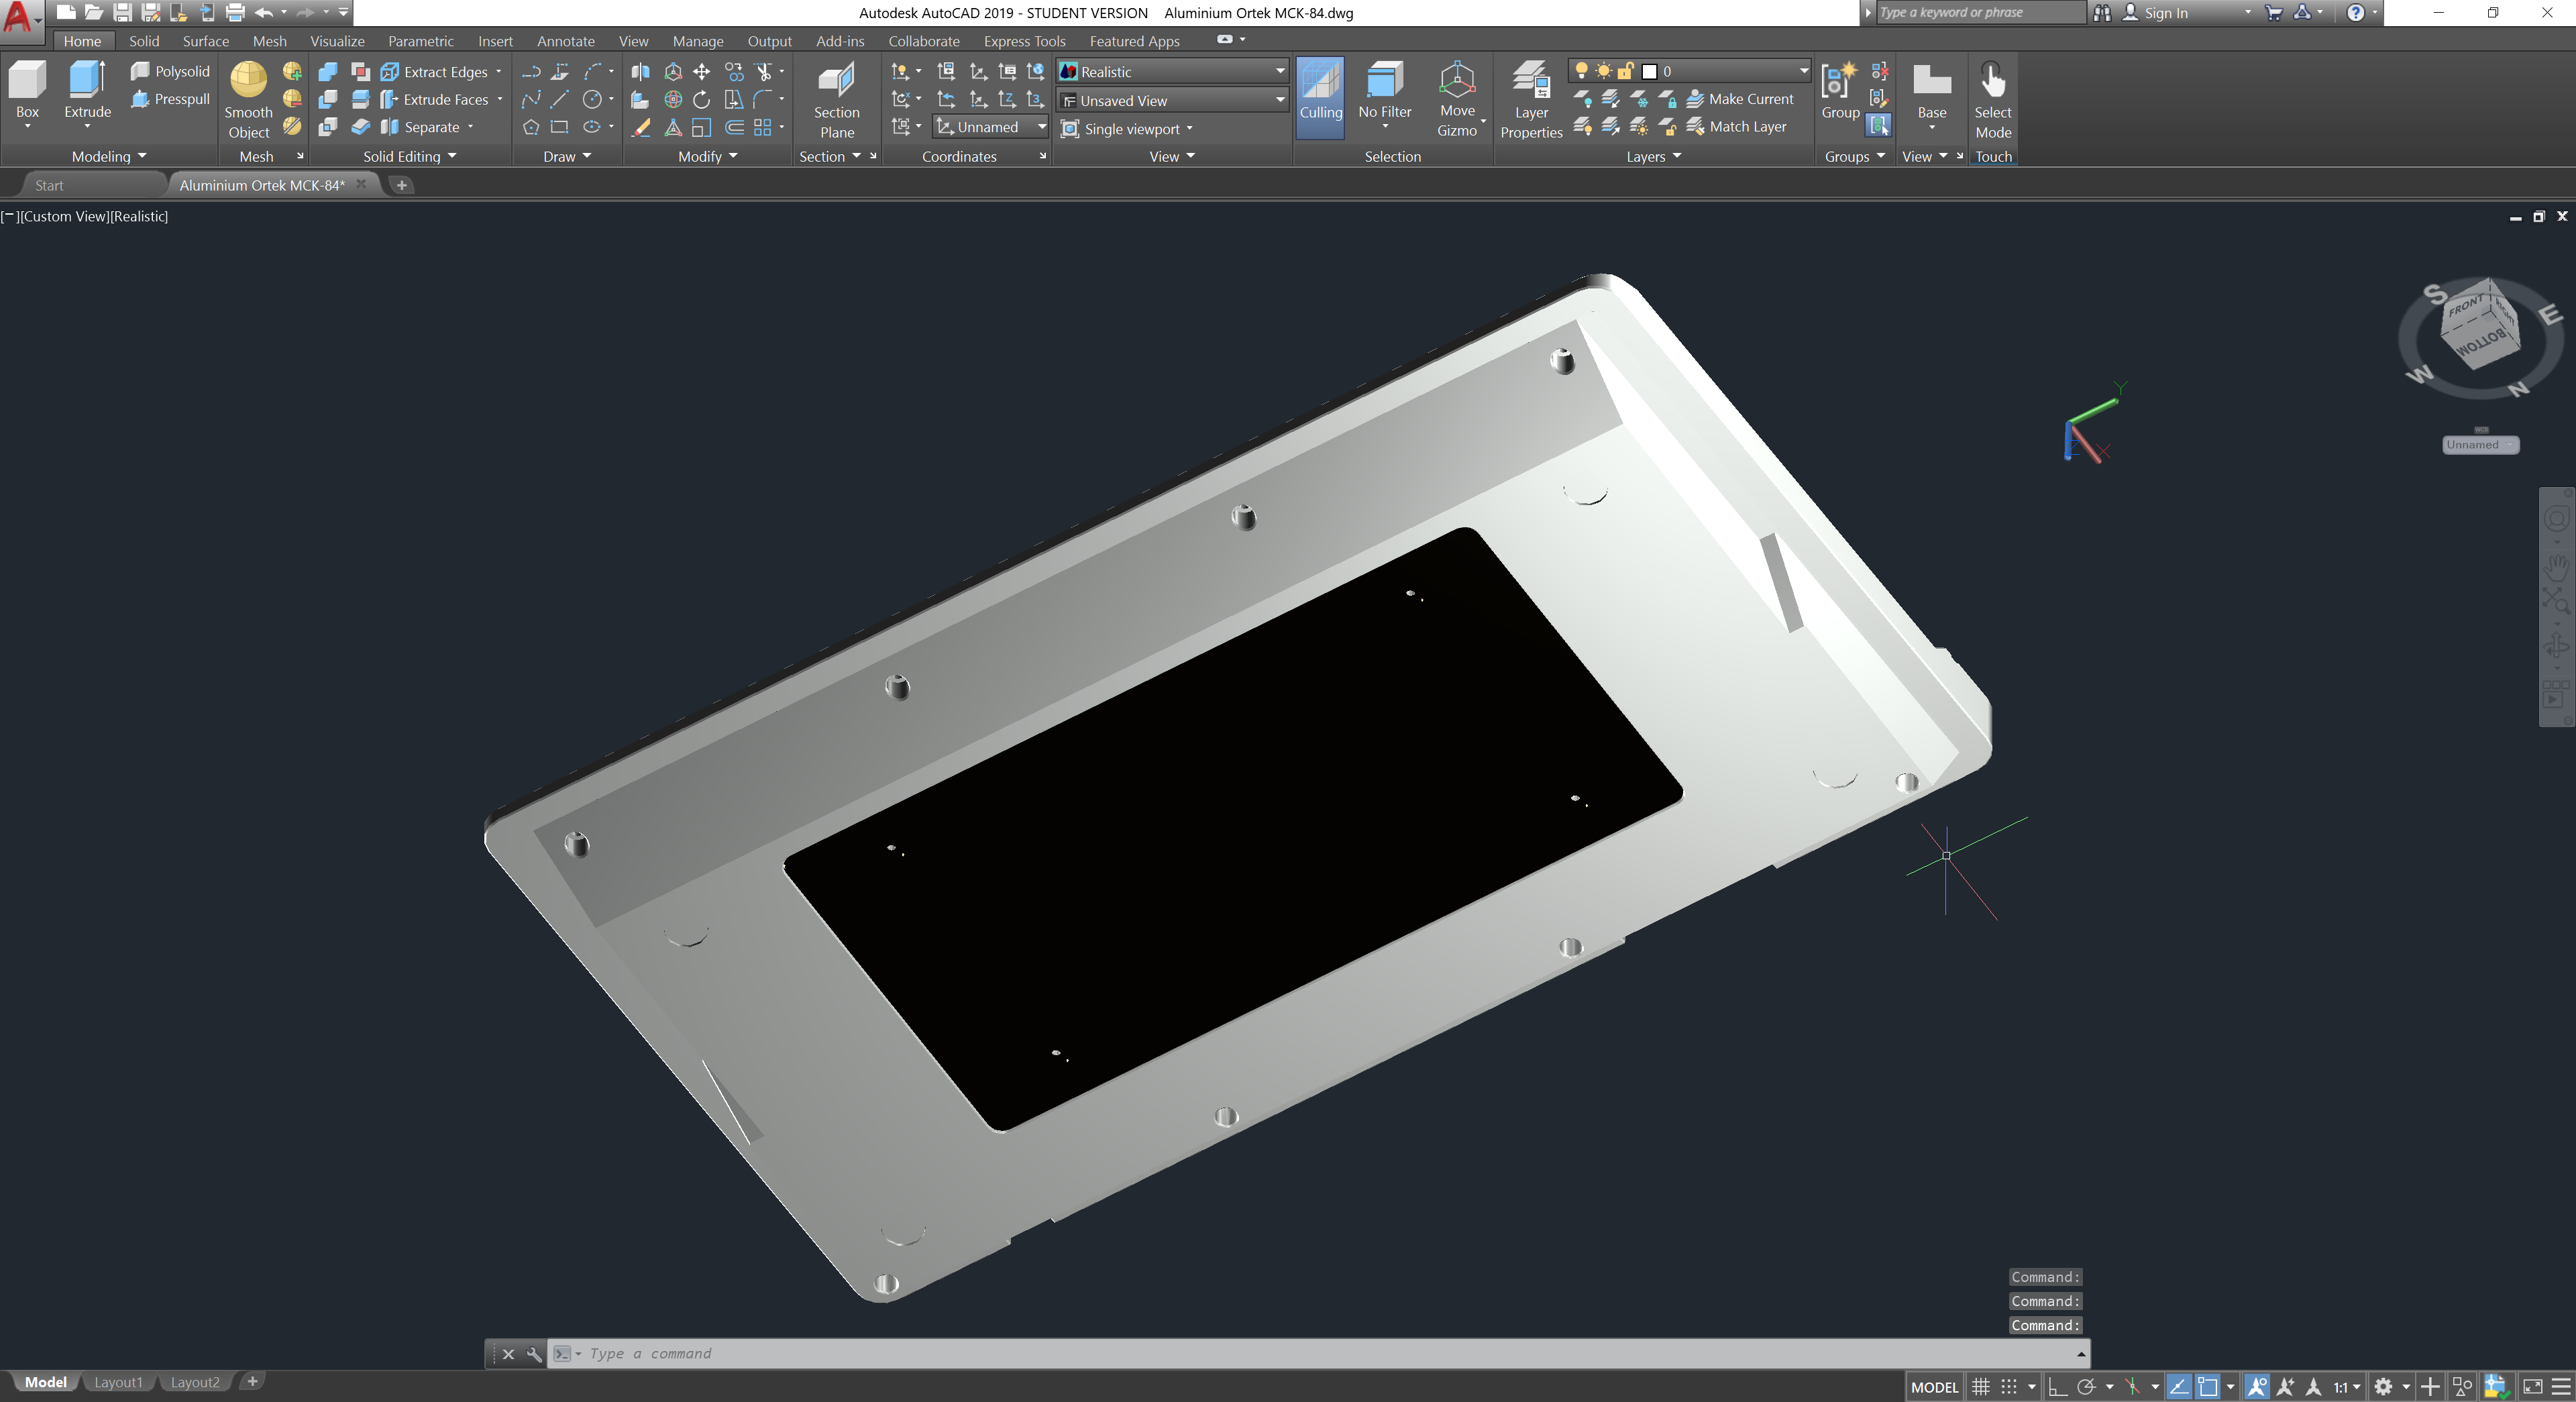 Autodesk AutoCAD 2019 - STUDENT VERSION Aluminium Ortek MCK-84.dwg
Type a keyword or phrase
Sign In
Home Solid Surface Mesh Visualize Parametric Insert Annotate View Manage Output Add-ins Collaborate Express Tools Featured Apps
Box
Extrude
Polysolid
Presspull
Smooth
Object
Extract Edges
Extrude Faces
Separate
Section
Plane
Unnamed
Realistic
Unsaved View
Single viewport
Culling
No Filter
Move
Gizmo
Layer
Properties
0
Make Current
Match Layer
Group
Base
Select
Mode
Modeling Mesh Solid Editing Draw Modify Section Coordinates View Selection Layers Groups View Touch
Start
Aluminium Ortek MCK-84*
[−][Custom View][Realistic]
S
E
W
N
FRONT
RIGHT
BOTTOM
Y
X
WCS
Unnamed
Command:
Command:
Command:
Type a command
Model Layout1 Layout2
MODEL
1:1